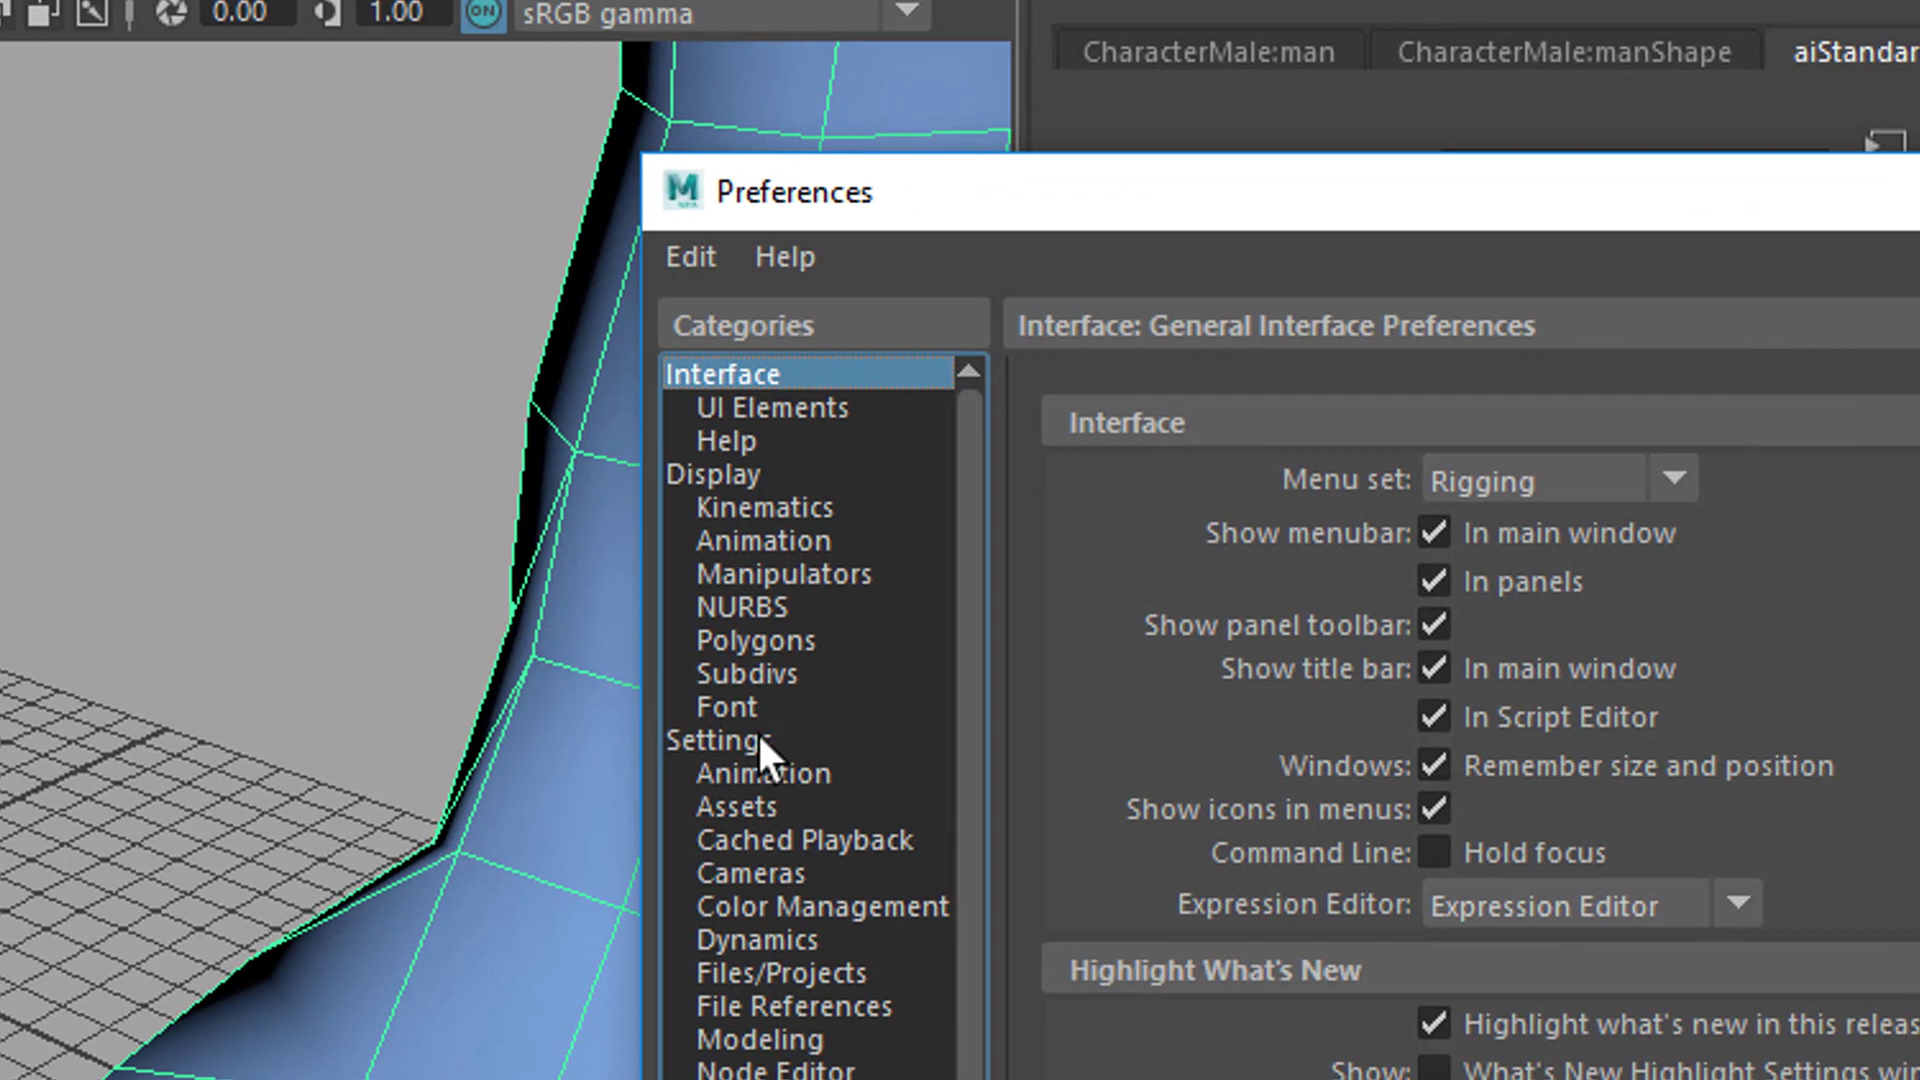 0.00 1.00 ON sRGB gamma
CharacterMale:man CharacterMale:manShape aiStandar
M Preferences
Edit Help
Categories
Interface
UI Elements
Help
Display
Kinematics
Animation
Manipulators
NURBS
Polygons
Subdivs
Font
Settings
Animation
Assets
Cached Playback
Cameras
Color Management
Dynamics
Files/Projects
File References
Modeling
Node Editor
Interface: General Interface Preferences
Interface
Menu set: Rigging
Show menubar: In main window
In panels
Show panel toolbar:
Show title bar: In main window
In Script Editor
Windows: Remember size and position
Show icons in menus:
Command Line: Hold focus
Expression Editor: Expression Editor
Highlight What's New
Highlight what's new in this releas
Show: What's New Highlight Settings wi